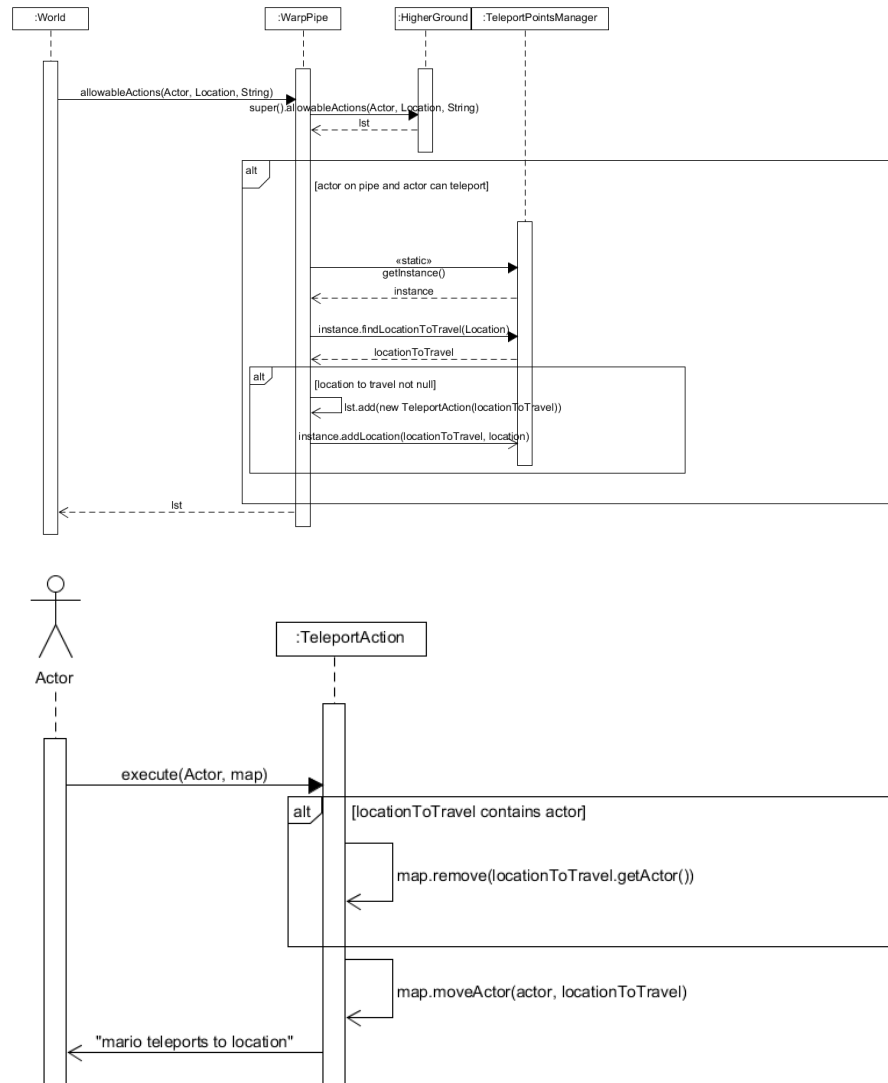 :World
:WarpPipe
:HigherGround
:TeleportPointsManager
allowableActions(Actor, Location, String)
super().allowableActions(Actor, Location, String)
lst
alt
[actor on pipe and actor can teleport]
«static»
getInstance()
instance
instance.findLocationToTravel(Location)
locationToTravel
alt
[location to travel not null]
lst.add(new TeleportAction(locationToTravel))
instance.addLocation(locationToTravel, location)
lst
Actor
:TeleportAction
execute(Actor, map)
alt
[locationToTravel contains actor]
map.remove(locationToTravel.getActor())
map.moveActor(actor, locationToTravel)
"mario teleports to location"